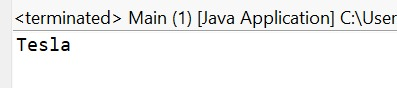 <terminated> Main (1) [Java Application] C:\User
Tesla